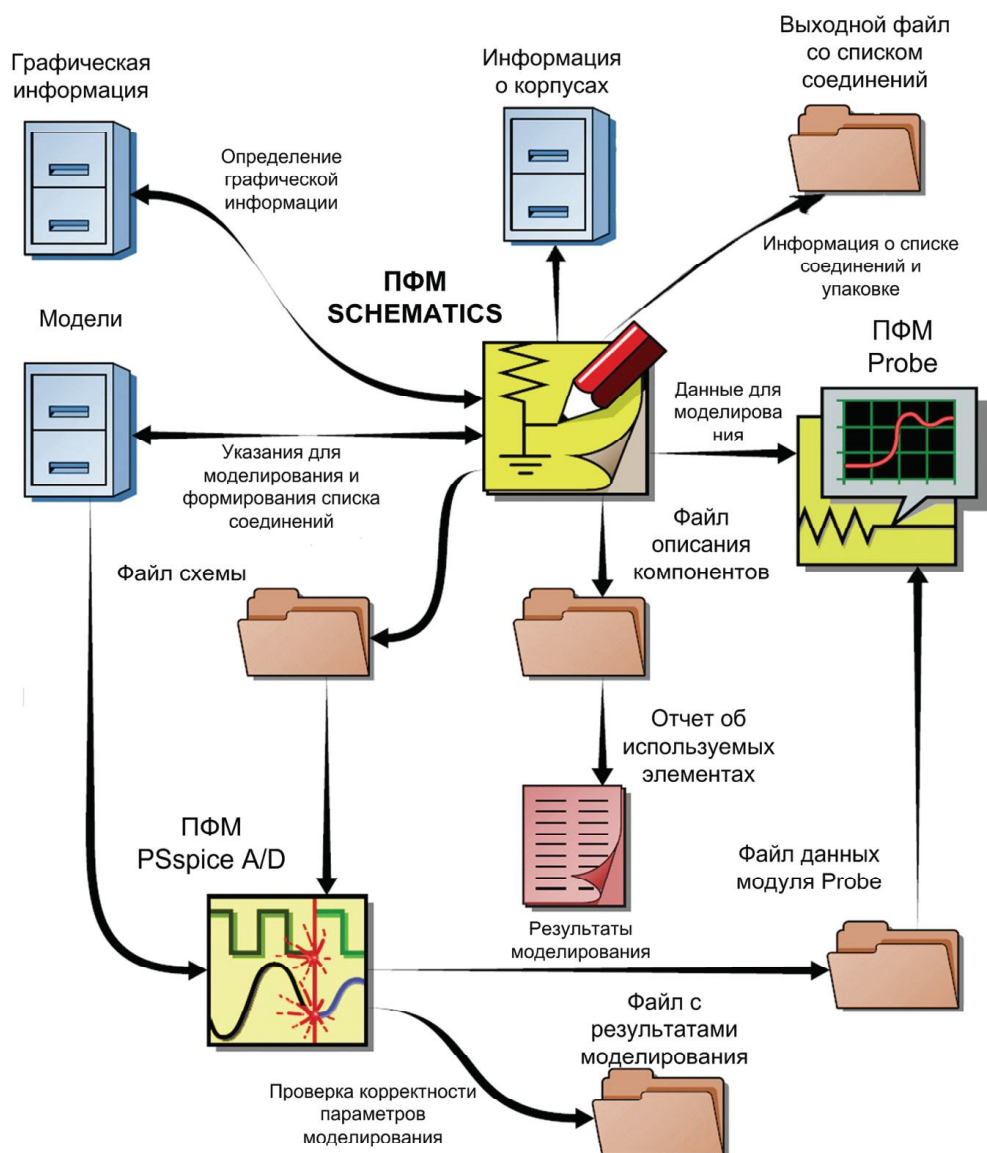 Выходной файл
со списком
соединений
Графическая
информация
Информация
о корпусах
Определение
графической
информации
Информация о списке
соединений и
упаковке
ПФМ
SCHEMATICS
Модели
ПФМ
Probe
Данные для
моделирова
ния
Указания для
моделирования и
формирования списка
соединений
Файл
описания
компонентов
Файл схемы
Отчет об
используемых
элементах
ПФМ
PSspice A/D
Файл данных
модуля Probe
Результаты
моделирования
Файл с
результатами
моделирования
Проверка корректности
параметров
моделирования